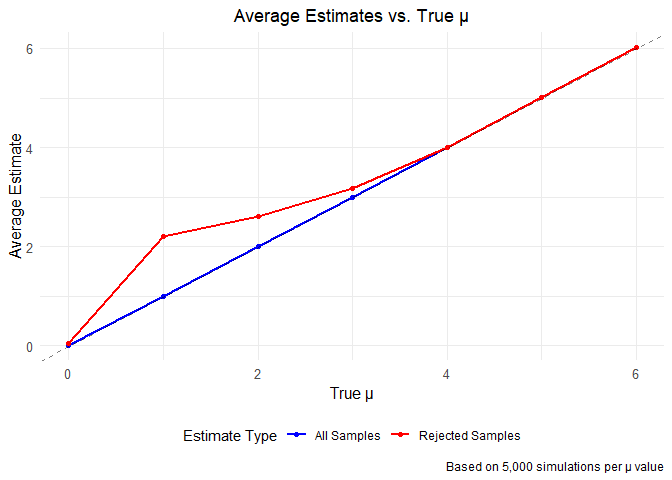 Average Estimates vs. True μ
Average Estimate
6
4
2
0
0 2 4 6
True μ
Estimate Type All Samples Rejected Samples
Based on 5,000 simulations per μ value